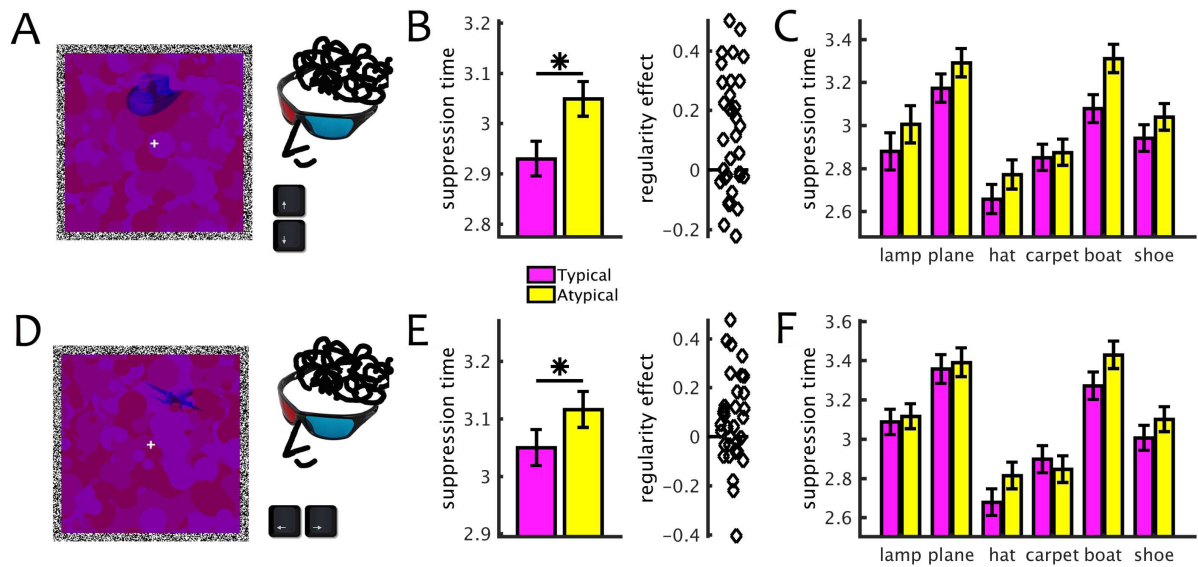 A
B
C
suppression time
3.2
3.1
3
2.9
2.8
*
regularity effect
0.4
0.2
0
-0.2
suppression time
3.4
3.2
3
2.8
2.6
lamp plane hat carpet boat shoe
Typical
Atypical
D
E
F
suppression time
3.2
3.1
3
2.9
*
regularity effect
0.4
0.2
0
-0.2
-0.4
suppression time
3.6
3.4
3.2
3
2.8
2.6
lamp plane hat carpet boat shoe